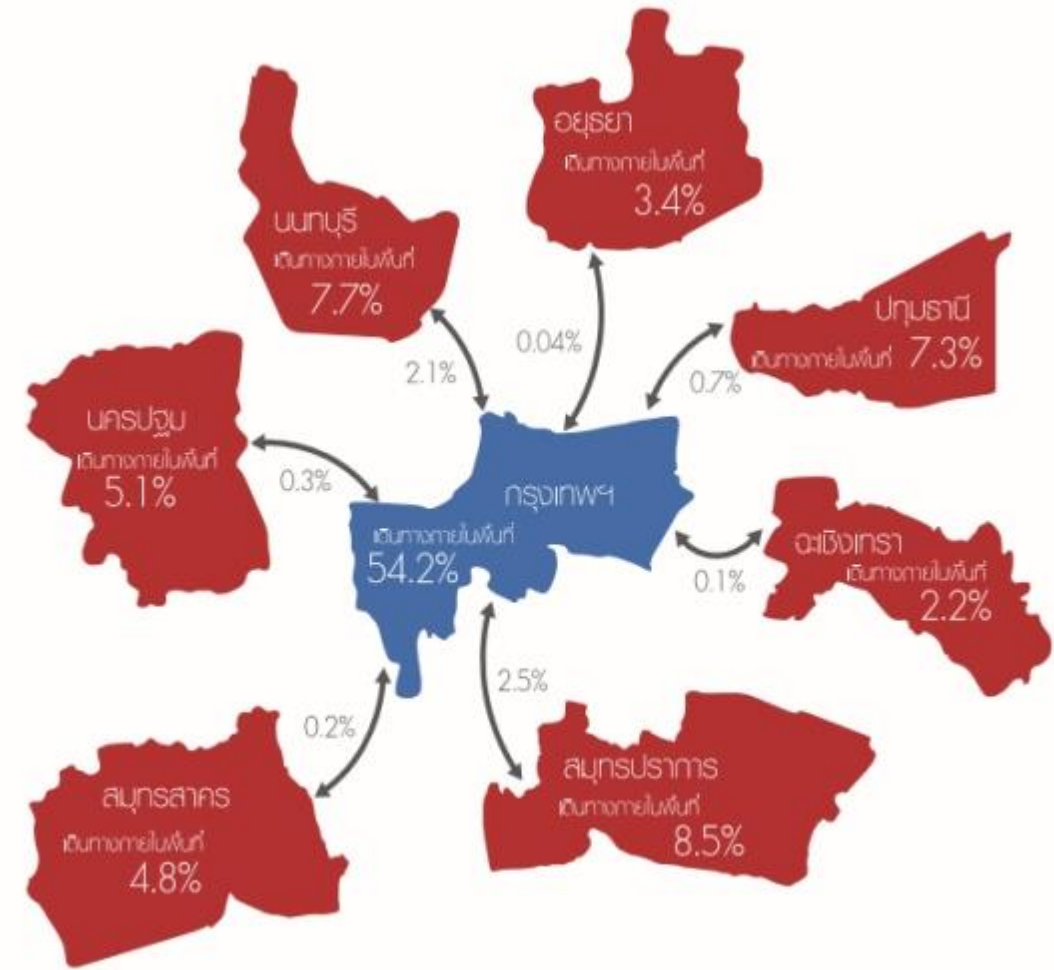 อยุธยา
เดินทางภายในพื้นที่
3.4%
นนทบุรี
เดินทางภายในพื้นที่
7.7%
ปทุมธานี
เดินทางภายในพื้นที่ 7.3%
0.04%
2.1%
0.7%
นครปฐม
เดินทางภายในพื้นที่
5.1%
0.3%
กรุงเทพฯ
เดินทางภายในพื้นที่
54.2%
ฉะเชิงเทรา
เดินทางภายในพื้นที่
2.2%
0.1%
2.5%
0.2%
สมุทรปราการ
เดินทางภายในพื้นที่
8.5%
สมุทรสาคร
เดินทางภายในพื้นที่
4.8%